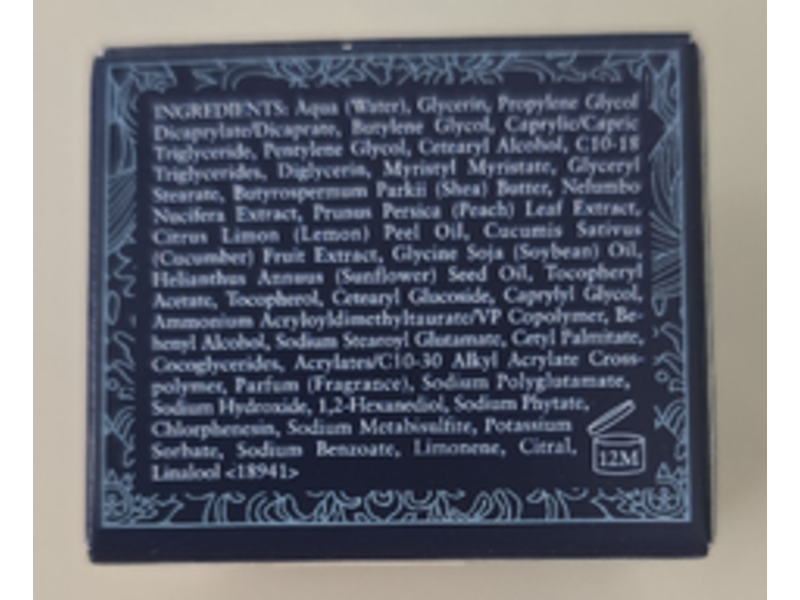 INGREDIENTS: Aqua (Water), Glycerin, Propylene Glycol
Dicaprylate/Dicaprate, Butylene Glycol, Caprylic/Capric
Triglyceride, Pentylene Glycol, Cetearyl Alcohol, C10-18
Triglycerides, Diglycerin, Myristyl Myristate, Glyceryl
Stearate, Butyrospermum Parkii (Shea) Butter, Nelumbo
Nucifera Extract, Prunus Persica (Peach) Leaf Extract,
Citrus Limon (Lemon) Peel Oil, Cucumis Sativus
(Cucumber) Fruit Extract, Glycine Soja (Soybean) Oil,
Helianthus Annuus (Sunflower) Seed Oil, Tocopheryl
Acetate, Tocopherol, Cetearyl Glucoside, Caprylyl Glycol,
Ammonium Acryloyldimethyltaurate/VP Copolymer, Be-
henyl Alcohol, Sodium Stearoyl Glutamate, Cetyl Palmitate,
Cocoglycerides, Acrylates/C10-30 Alkyl Acrylate Cross-
polymer, Parfum (Fragrance), Sodium Polyglutamate,
Sodium Hydroxide, 1,2-Hexanediol, Sodium Phytate,
Chlorphenesin, Sodium Metabisulfite, Potassium
Sorbate, Sodium Benzoate, Limonene, Citral,
Linalool <18941>
12M